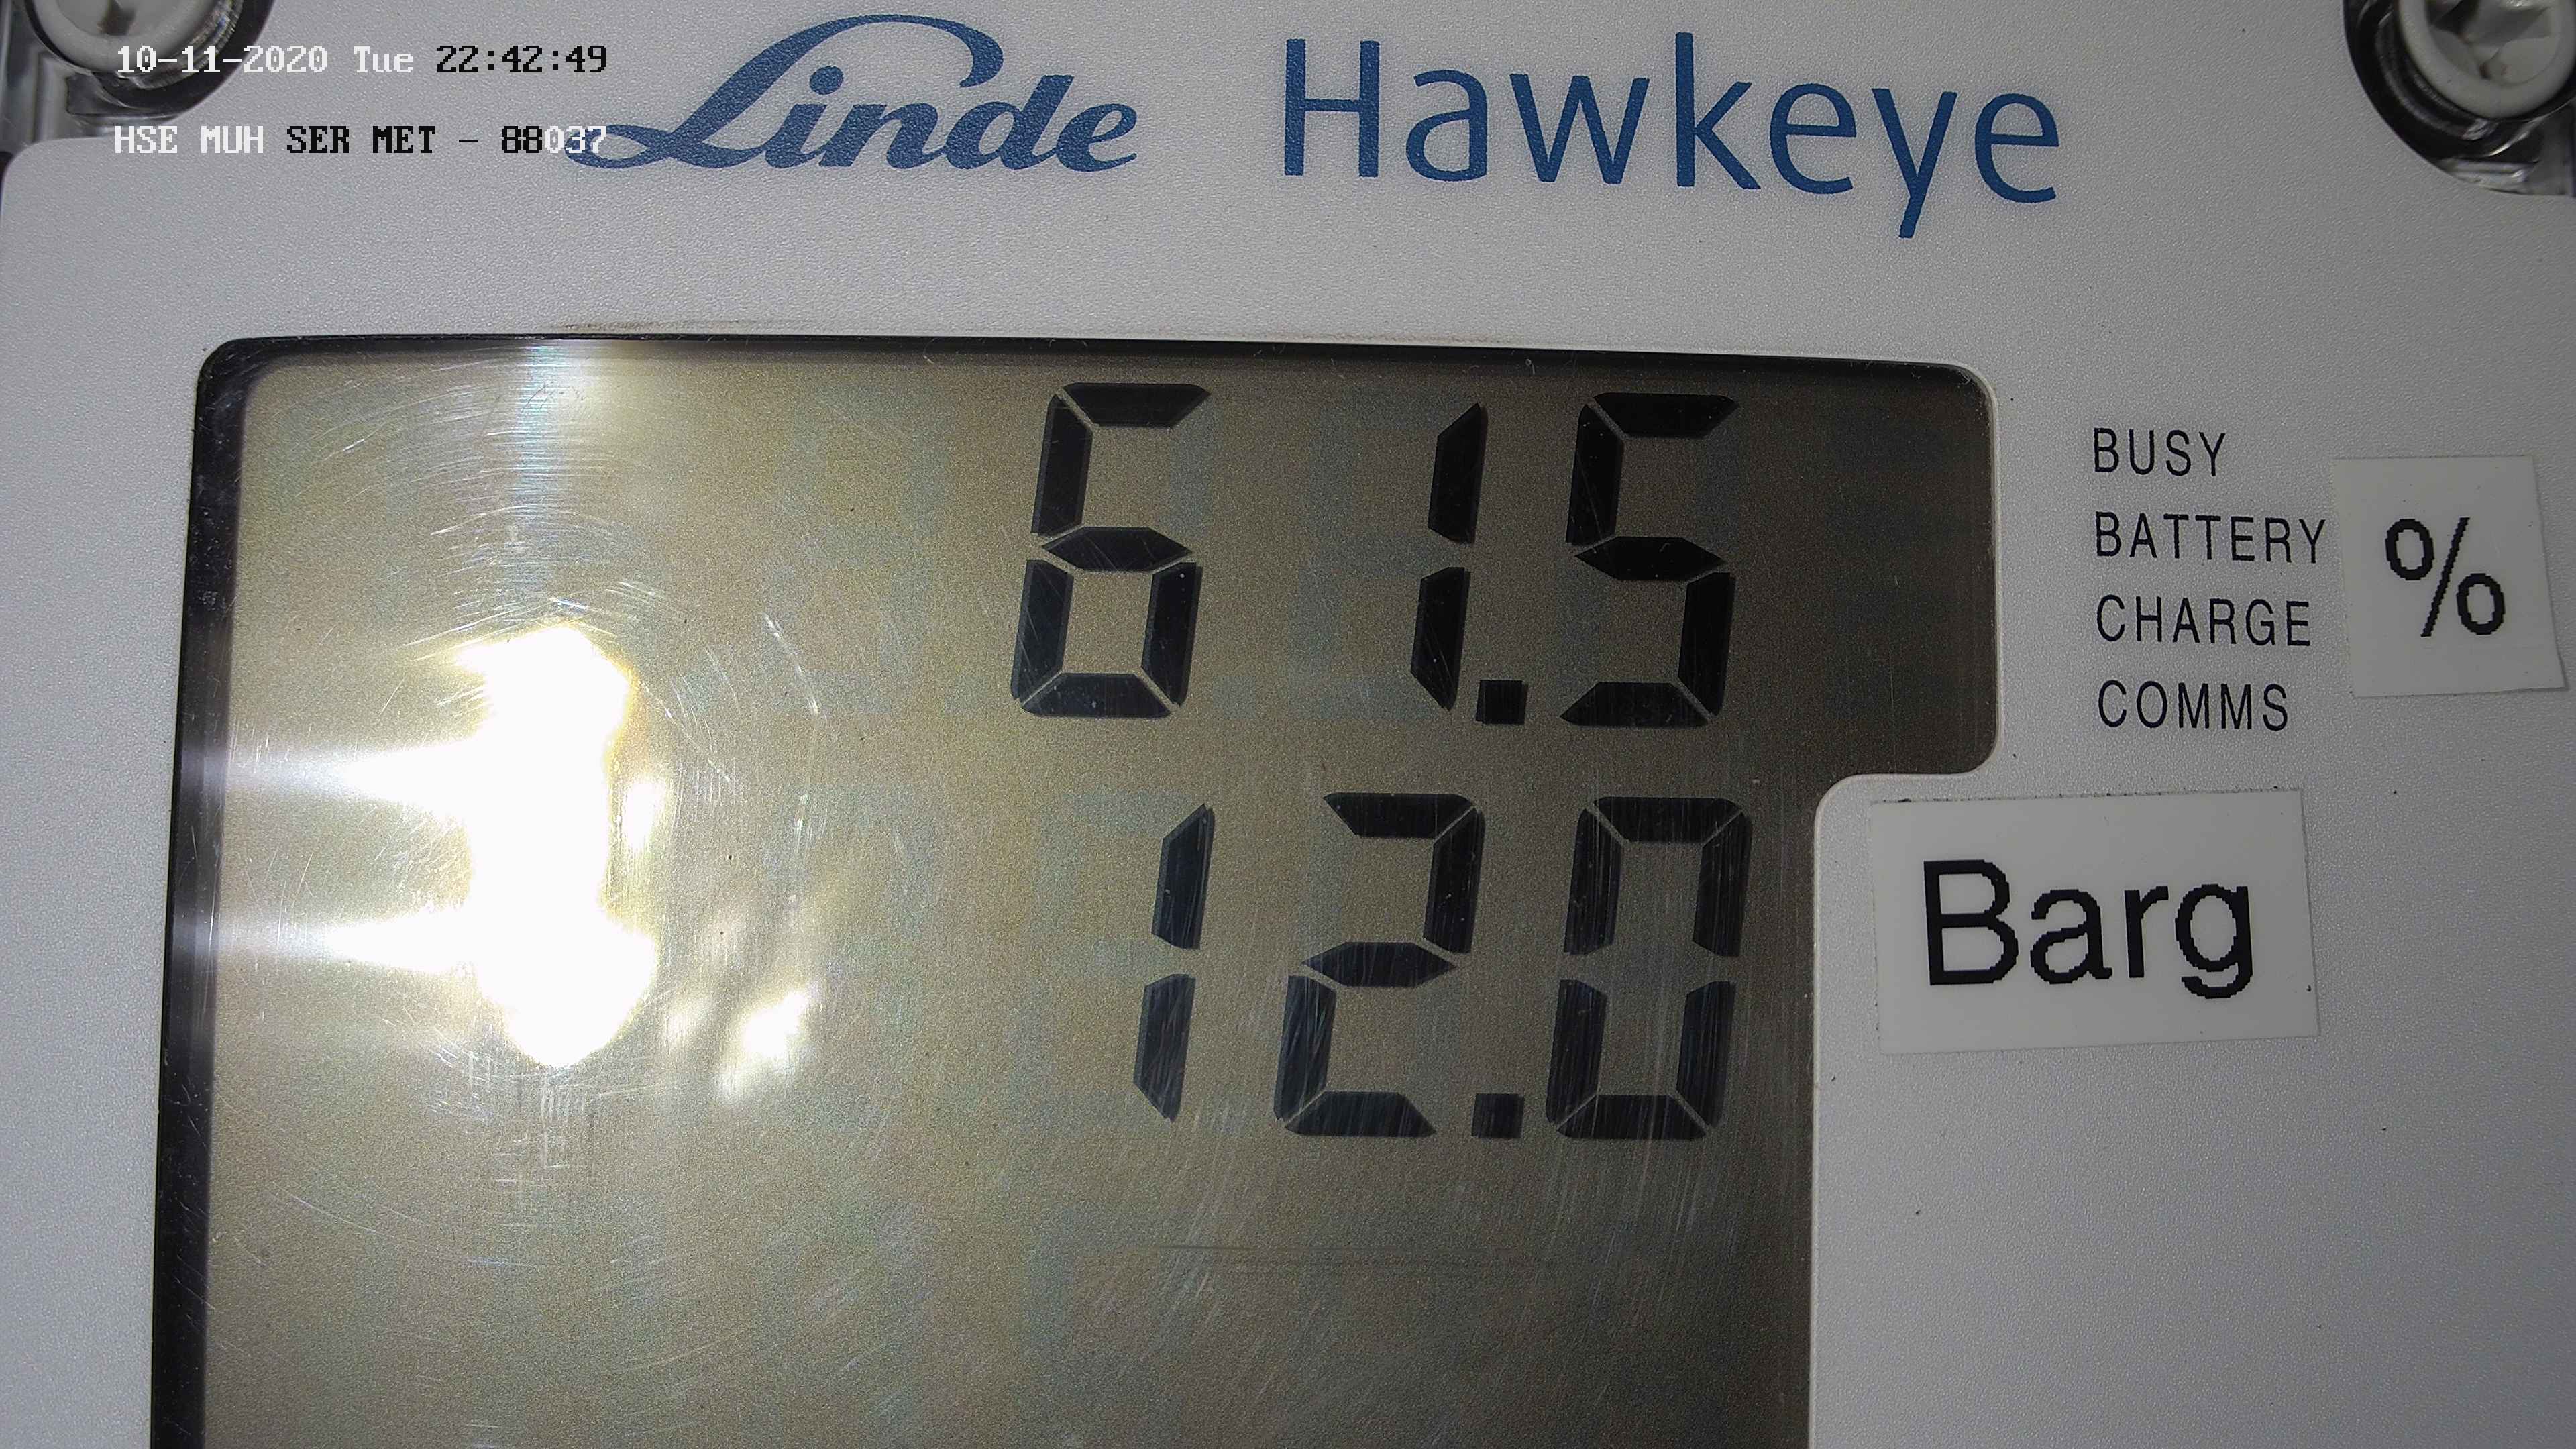 10-11-2020 Tue 22:42:49
HSE MUH SER MET - 88037
Linde Hawkeye
61.5
BUSY
BATTERY
CHARGE
COMMS
%
12.0
Barg